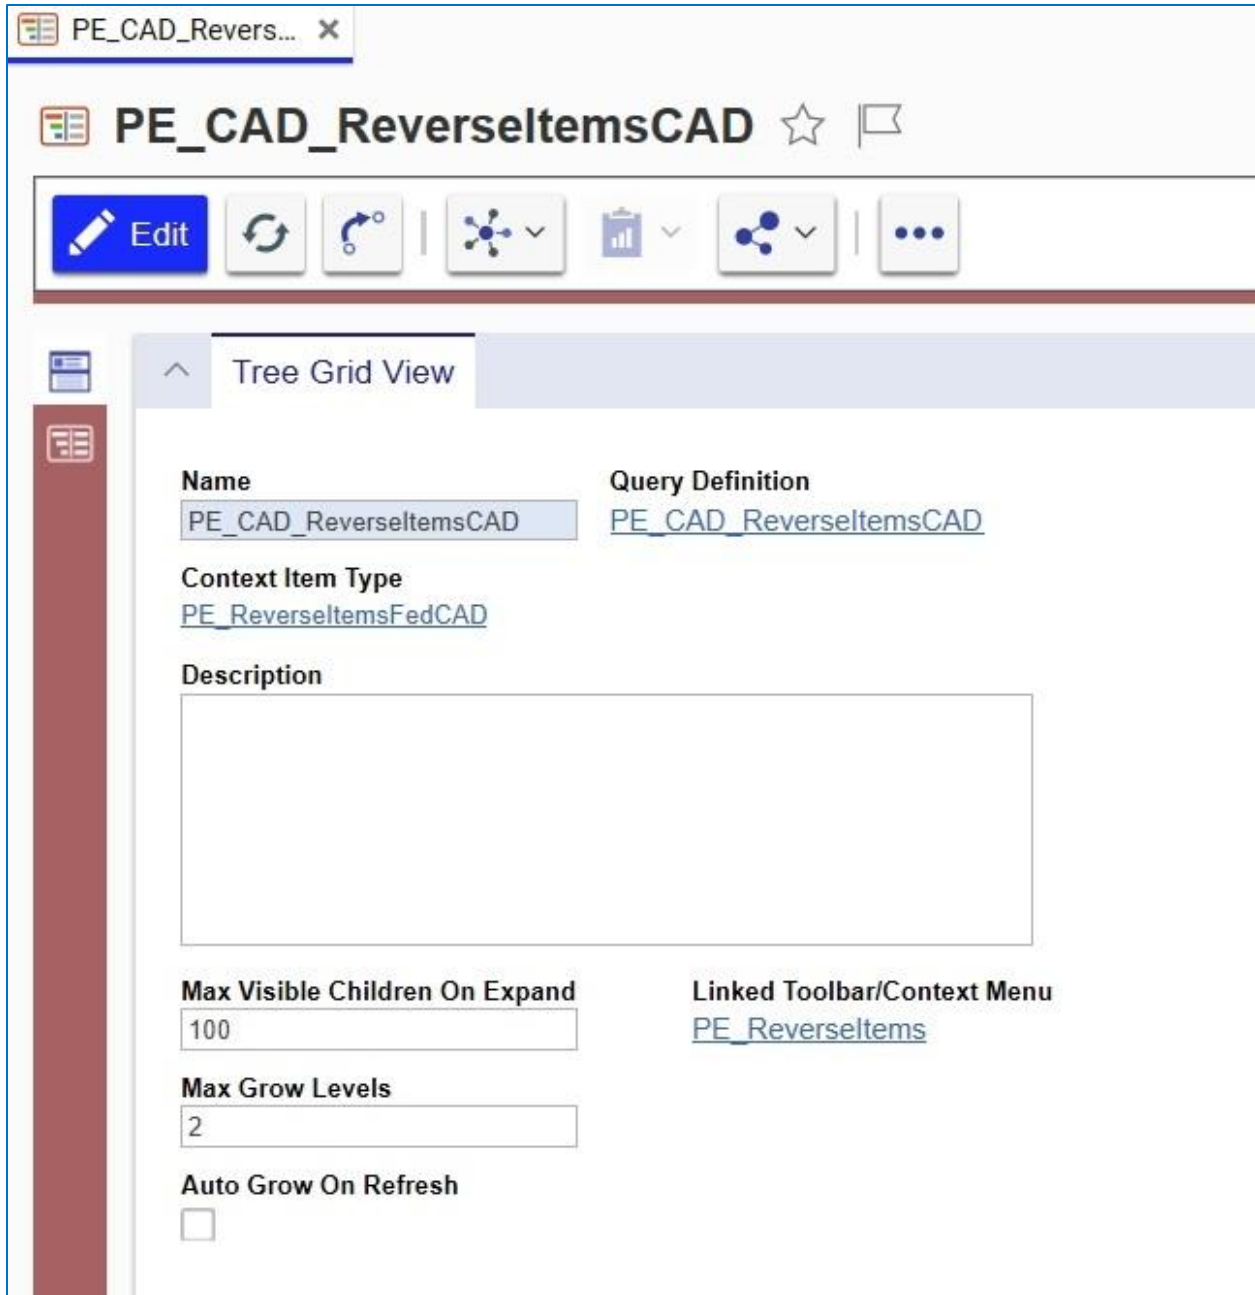 PE_CAD_Revers...
PE_CAD_ReverseItemsCAD
Edit
Tree Grid View
Name
Query Definition
PE_CAD_ReverseItemsCAD
PE_CAD_ReverseItemsCAD
Context Item Type
PE_ReverseItemsFedCAD
Description
Max Visible Children On Expand
Linked Toolbar/Context Menu
100
PE_ReverseItems
Max Grow Levels
2
Auto Grow On Refresh